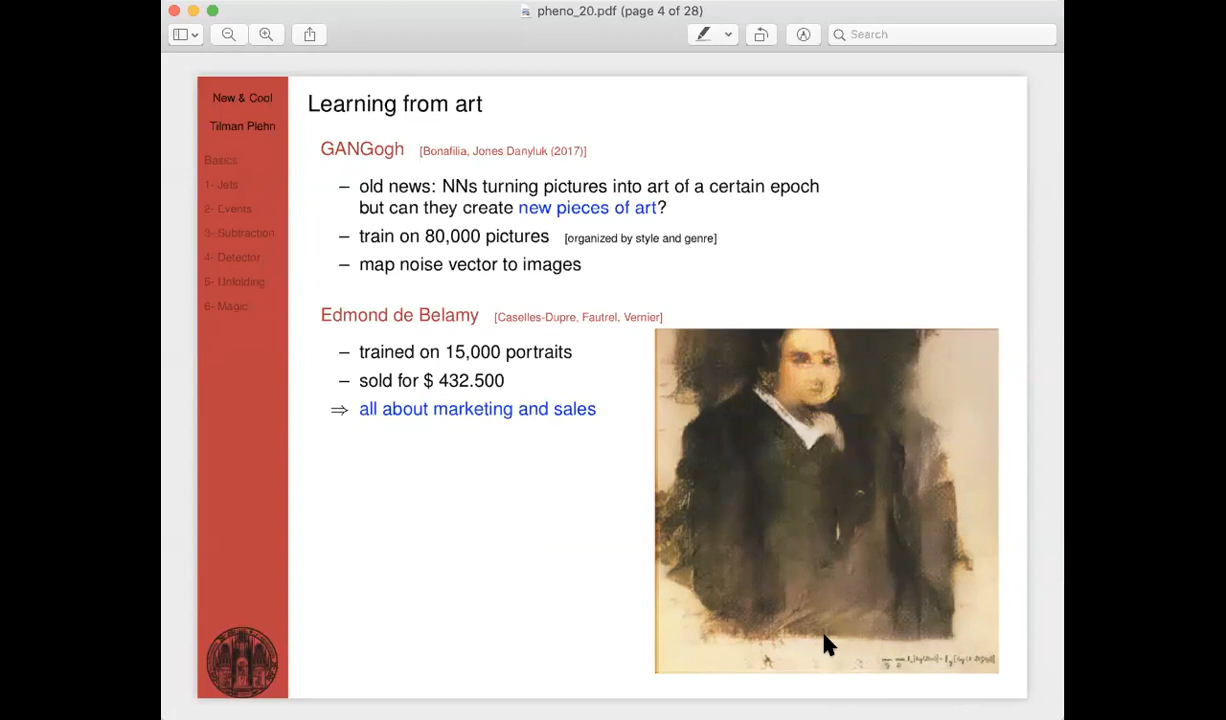 pheno_20.pdf (page 4 of 28)
Search
New & Cool
Tilman Plehn
Basics
1- Jets
2- Events
3- Subtraction
4- Detector
5- Unfolding
6- Magic
Learning from art
GANGogh [Bonafilia, Jones Danyluk (2017)]
– old news: NNs turning pictures into art of a certain epoch
but can they create new pieces of art?
– train on 80,000 pictures [organized by style and genre]
– map noise vector to images
Edmond de Belamy [Caselles-Dupre, Fautrel, Vernier]
– trained on 15,000 portraits
– sold for $ 432.500
⇒ all about marketing and sales